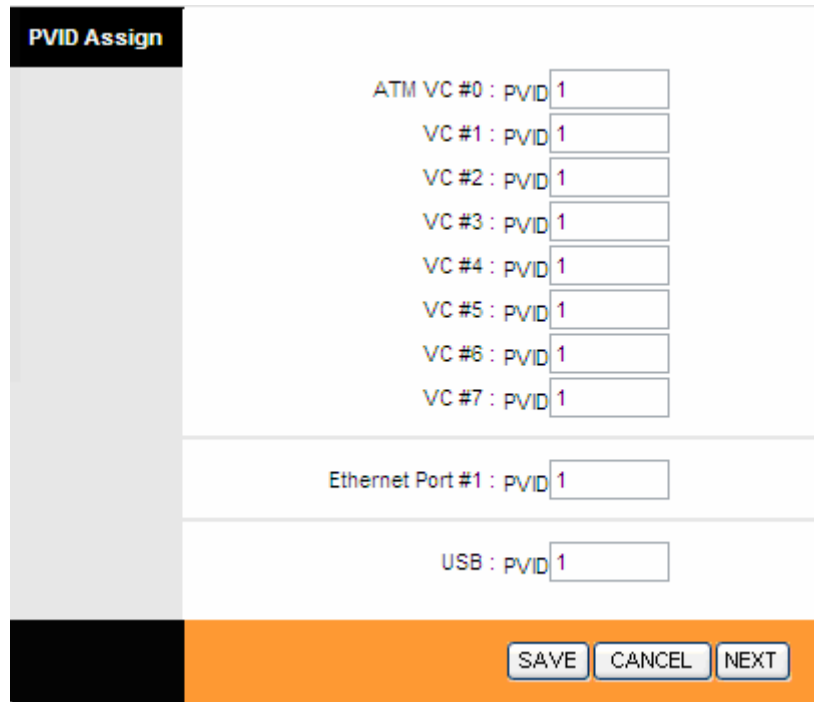 PVID Assign
ATM VC #0 : PVID 1
VC #1 : PVID 1
VC #2 : PVID 1
VC #3 : PVID 1
VC #4 : PVID 1
VC #5 : PVID 1
VC #6 : PVID 1
VC #7 : PVID 1
Ethernet Port #1 : PVID 1
USB : PVID 1
SAVE CANCEL NEXT